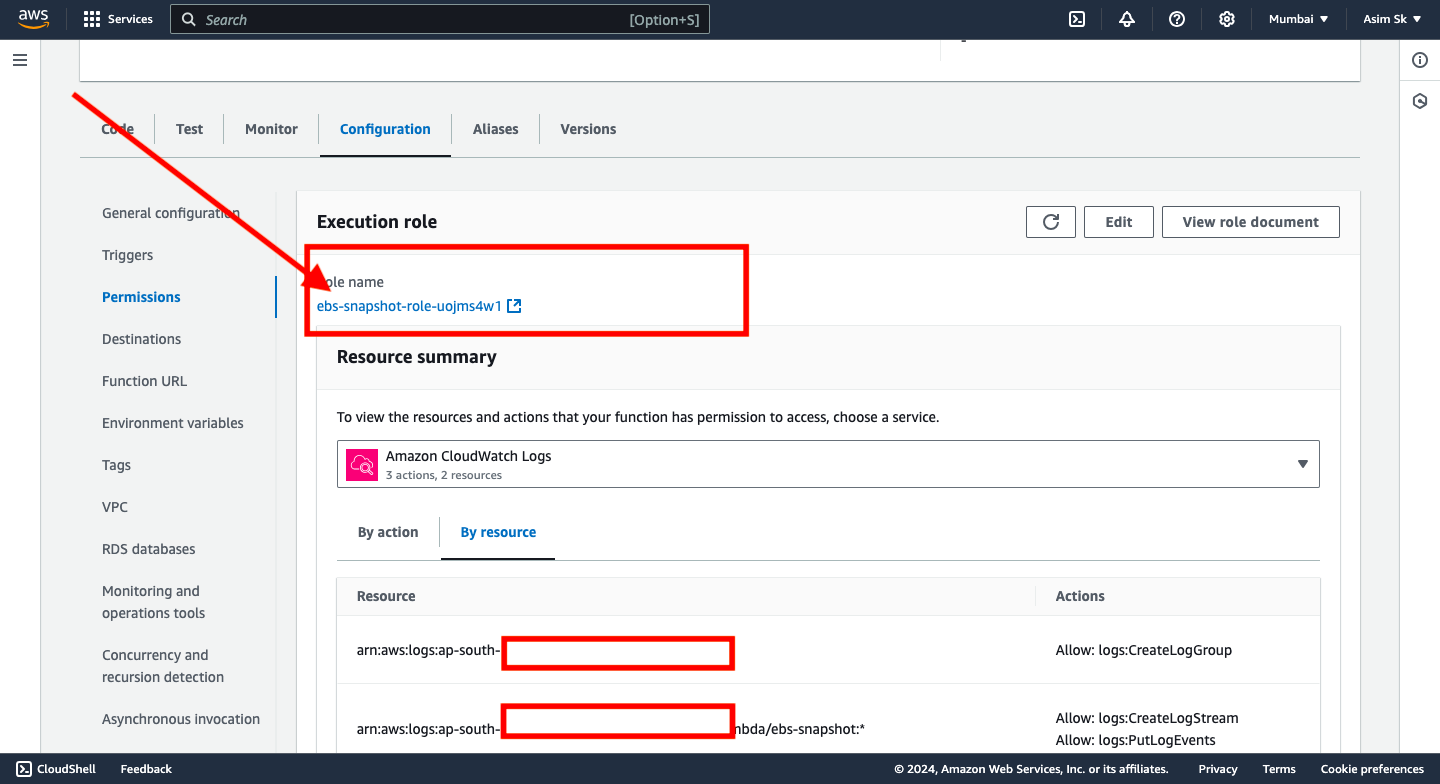 aws
Services
Search [Option+S]
Mumbai
Asim Sk
Code
Test
Monitor
Configuration
Aliases
Versions
General configuration
Triggers
Permissions
Destinations
Function URL
Environment variables
Tags
VPC
RDS databases
Monitoring and
operations tools
Concurrency and
recursion detection
Asynchronous invocation
Execution role
Edit
View role document
ole name
ebs-snapshot-role-uojms4w1
Resource summary
To view the resources and actions that your function has permission to access, choose a service.
Amazon CloudWatch Logs
3 actions, 2 resources
By action
By resource
Resource Actions
arn:aws:logs:ap-south- Allow: logs:CreateLogGroup
arn:aws:logs:ap-south- mbda/ebs-snapshot:*
Allow: logs:CreateLogStream
Allow: logs:PutLogEvents
CloudShell
Feedback
© 2024, Amazon Web Services, Inc. or its affiliates.
Privacy
Terms
Cookie preferences